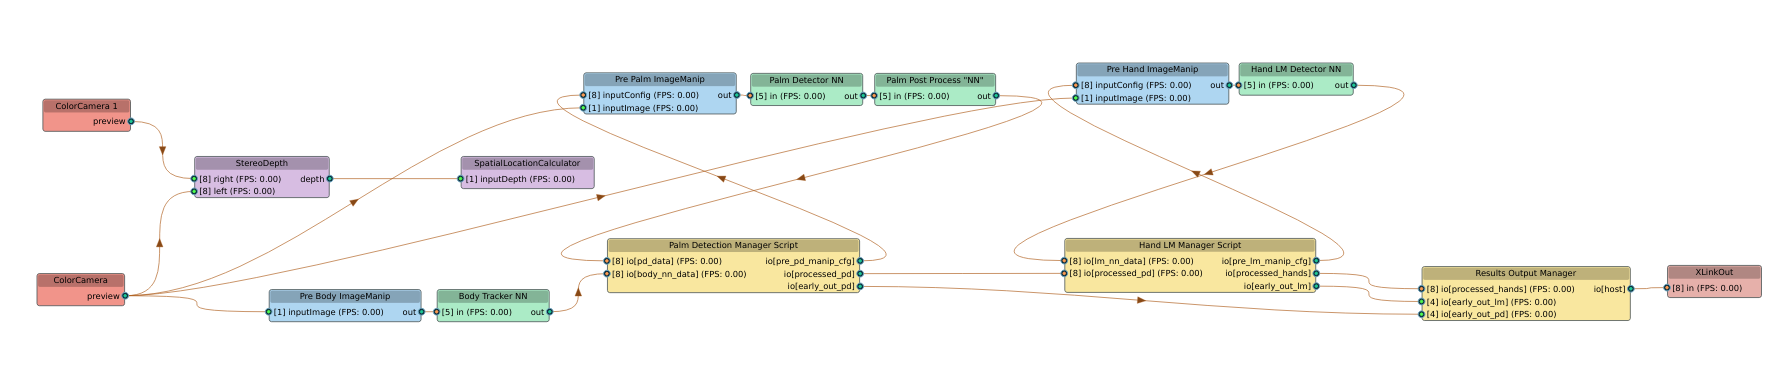 ColorCamera 1
preview
StereoDepth
[8] right (FPS: 0.00) depth
[8] left (FPS: 0.00)
ColorCamera
preview
Pre Body ImageManip
[1] inputImage (FPS: 0.00) out
Body Tracker NN
[5] in (FPS: 0.00) out
SpatialLocationCalculator
[1] inputDepth (FPS: 0.00)
Pre Palm ImageManip
[8] inputConfig (FPS: 0.00) out
[1] inputImage (FPS: 0.00)
Palm Detector NN
[5] in (FPS: 0.00) out
Palm Post Process "NN"
[5] in (FPS: 0.00) out
Palm Detection Manager Script
[8] io[pd_data] (FPS: 0.00) io[pre_pd_manip_cfg]
[8] io[body_nn_data] (FPS: 0.00) io[processed_pd]
io[early_out_pd]
Pre Hand ImageManip
[8] inputConfig (FPS: 0.00) out
[1] inputImage (FPS: 0.00)
Hand LM Detector NN
[5] in (FPS: 0.00) out
Hand LM Manager Script
[8] io[lm_nn_data] (FPS: 0.00) io[pre_lm_manip_cfg]
[8] io[processed_pd] (FPS: 0.00) io[processed_hands]
io[early_out_lm]
Results Output Manager
[8] io[processed_hands] (FPS: 0.00) io[host]
[4] io[early_out_lm] (FPS: 0.00)
[4] io[early_out_pd] (FPS: 0.00)
XLinkOut
[8] in (FPS: 0.00)